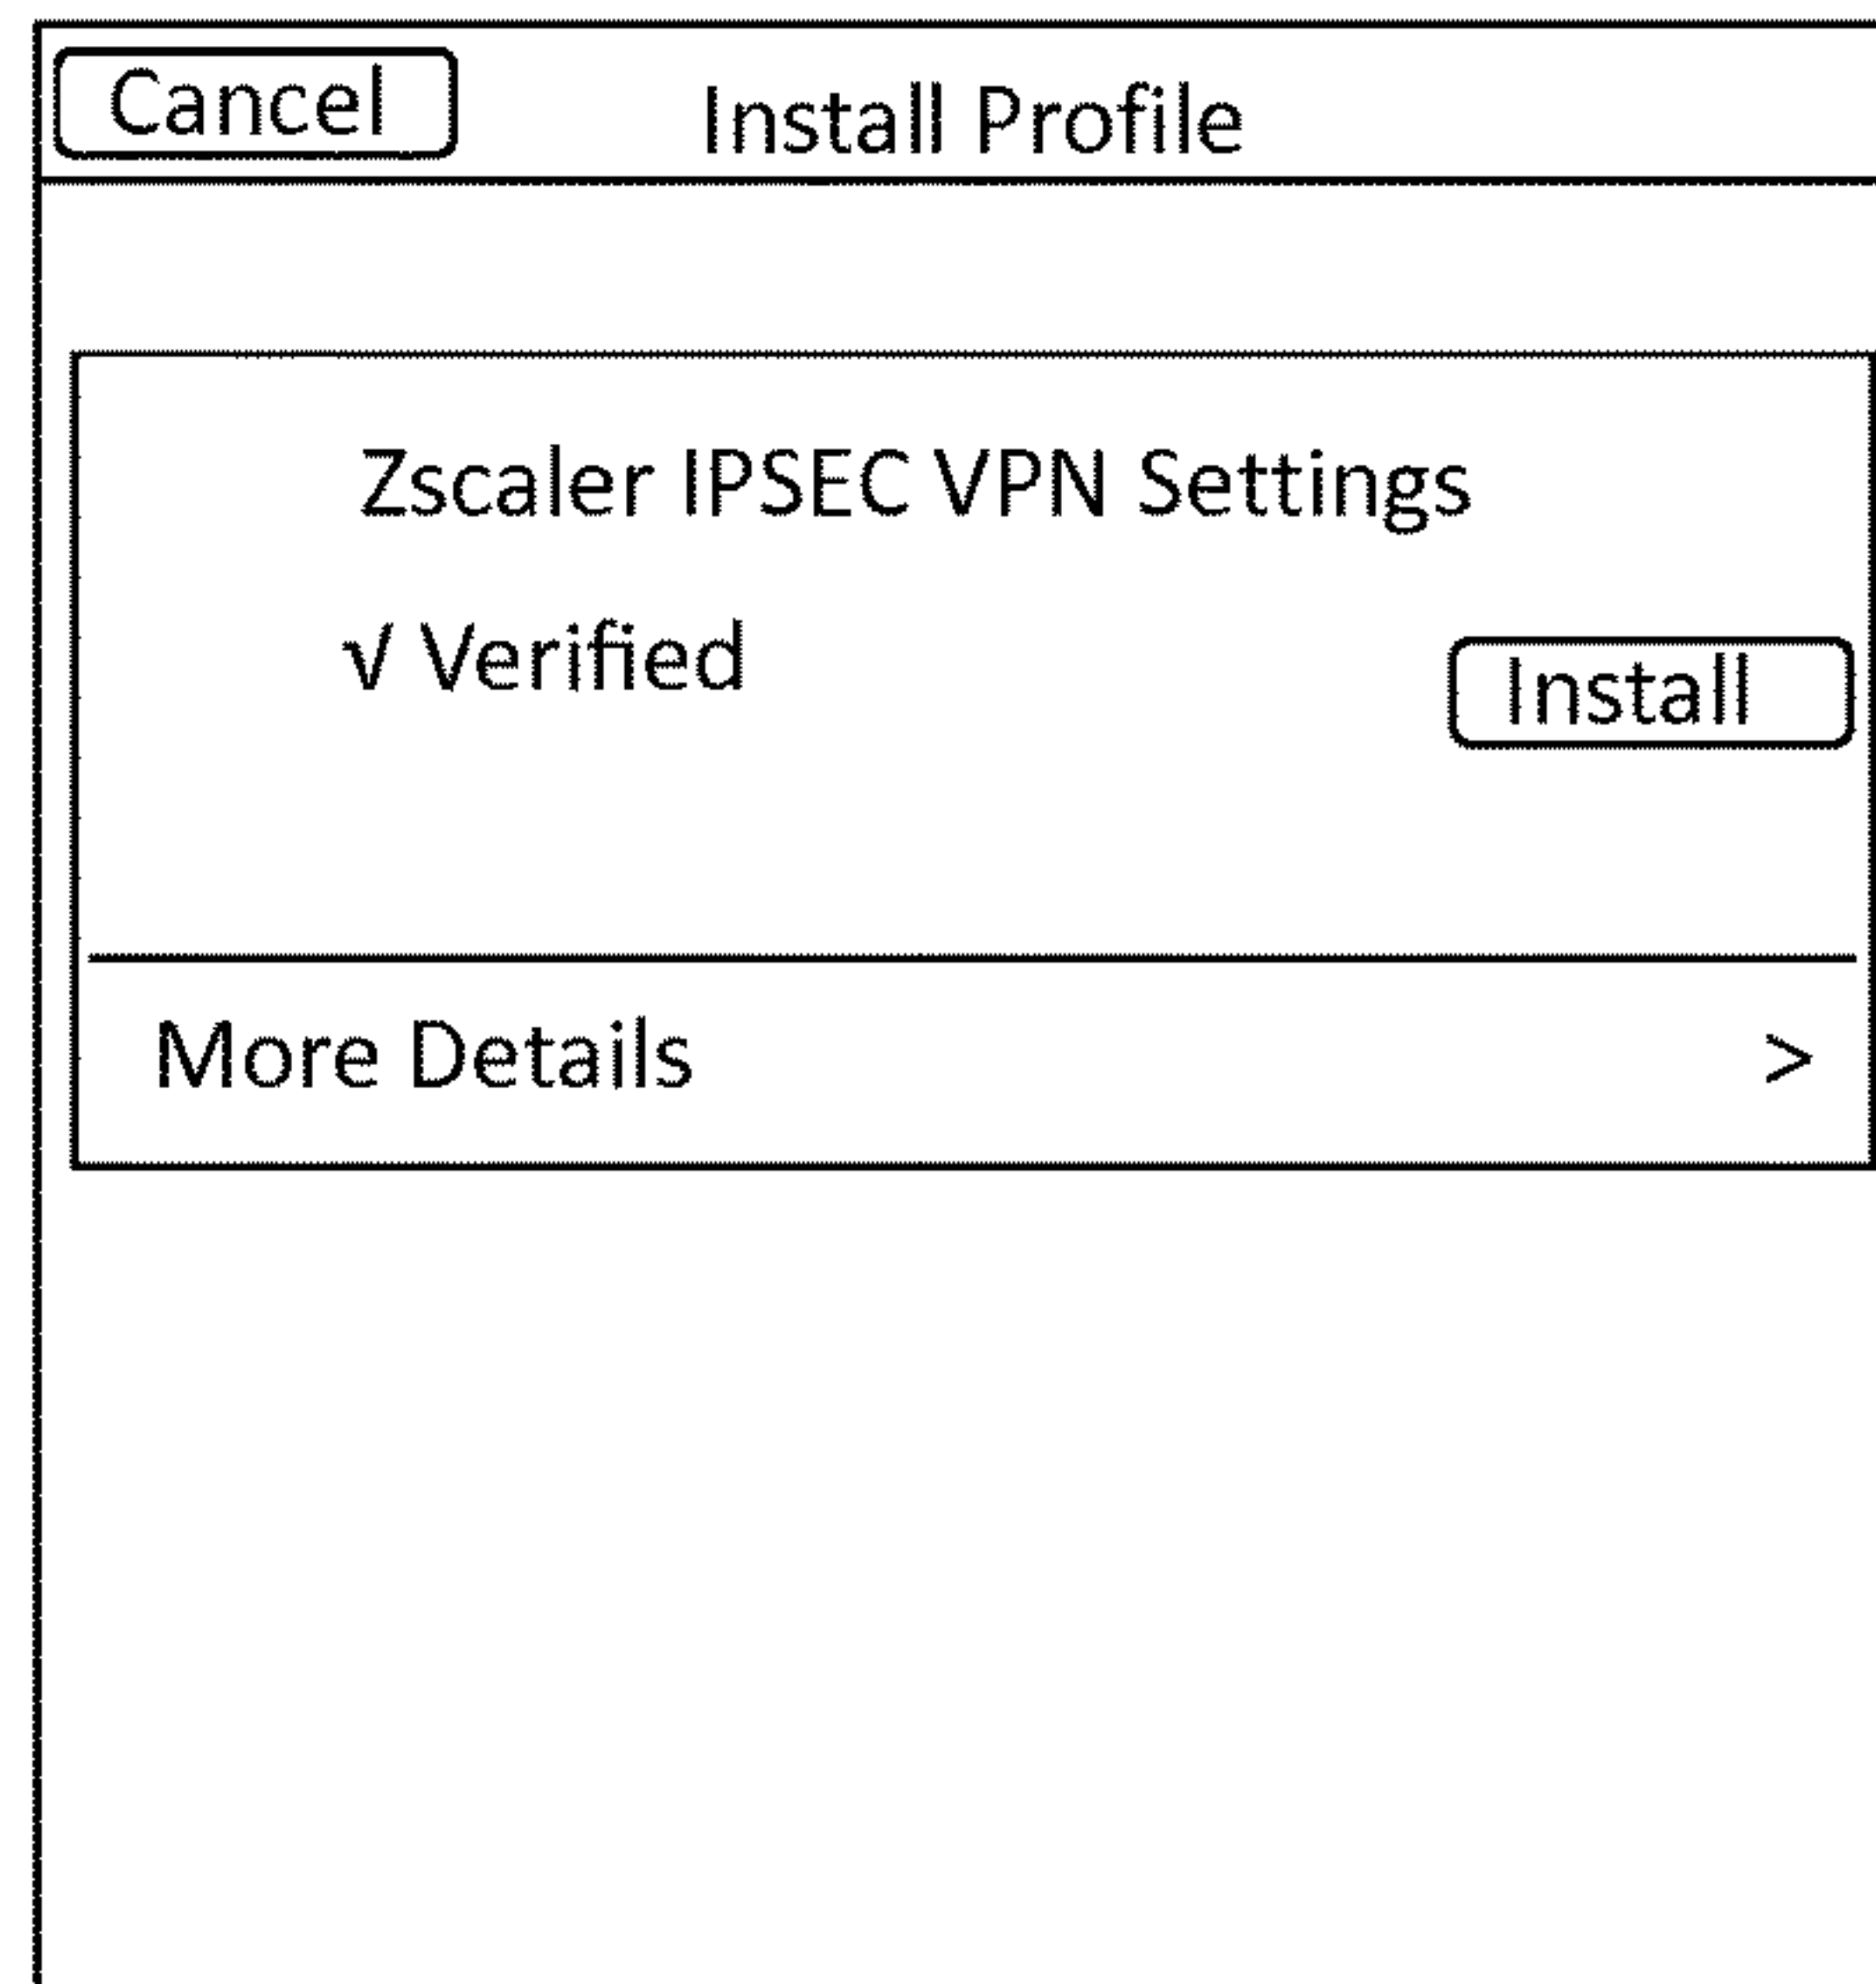 Cancel
Install Profile
Zscaler IPSEC VPN Settings
√ Verified
Install
More Details >